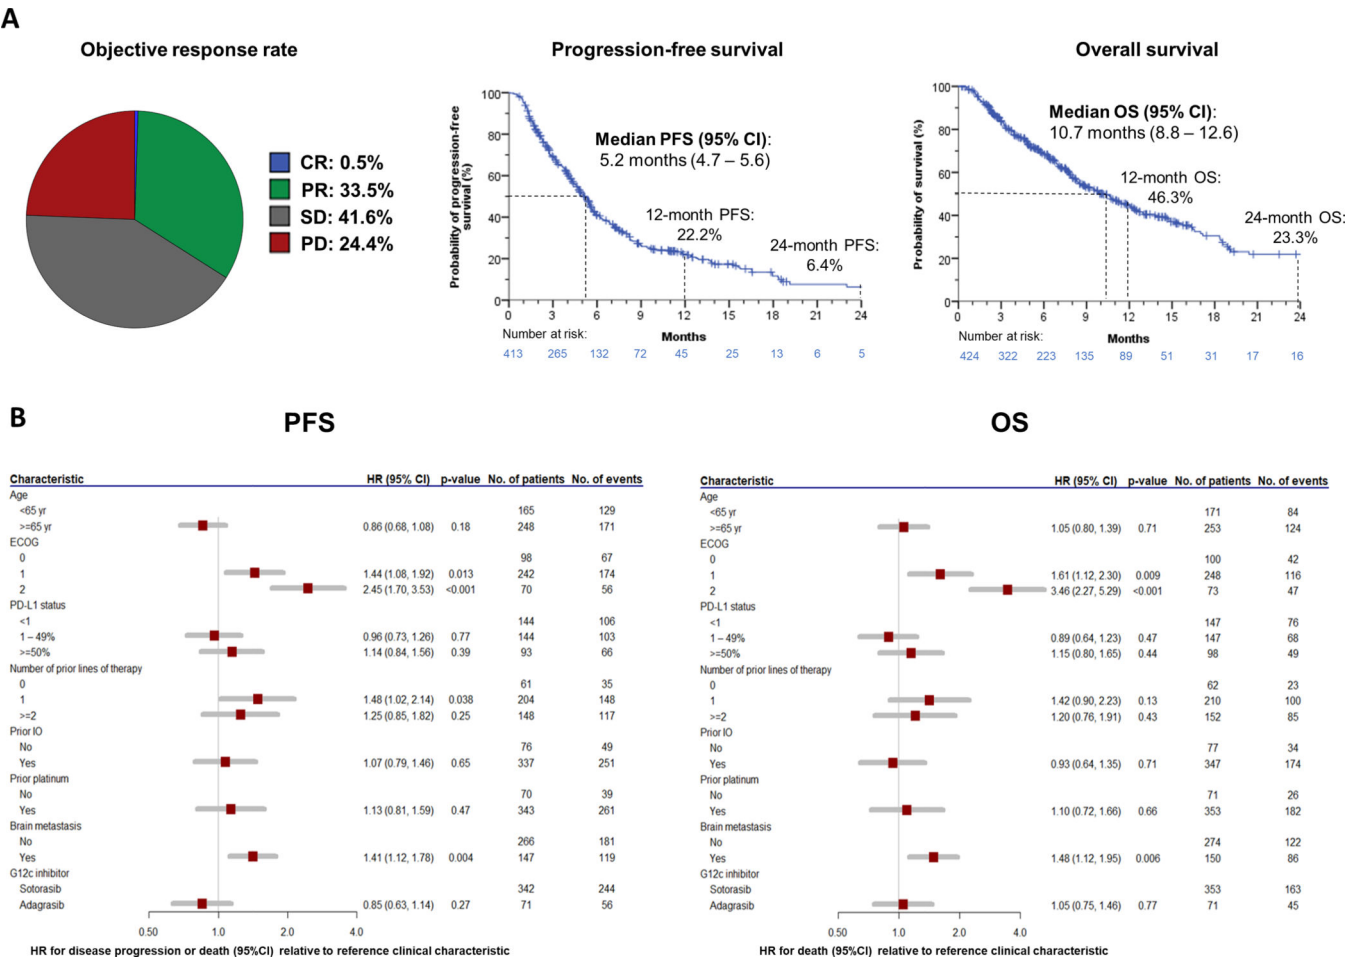 A
Objective response rate
CR: 0.5%
PR: 33.5%
SD: 41.6%
PD: 24.4%
Progression-free survival
Probability of progression-free
survival (%)
100
80
60
40
20
0
Median PFS (95% CI):
5.2 months (4.7 – 5.6)
12-month PFS:
22.2%
24-month PFS:
6.4%
0 3 6 9 12 15 18 21 24
Number at risk: Months
413 265 132 72 45 25 13 6 5
Overall survival
Probability of survival (%)
100
80
60
40
20
0
Median OS (95% CI):
10.7 months (8.8 – 12.6)
12-month OS:
46.3%
24-month OS:
23.3%
0 3 6 9 12 15 18 21 24
Number at risk: Months
424 322 223 135 89 51 31 17 16
B
PFS
Characteristic HR (95% CI) p-value No. of patients No. of events
Age
<65 yr 165 129
>=65 yr 0.86 (0.68, 1.08) 0.18 248 171
ECOG
0 98 67
1 1.44 (1.08, 1.92) 0.013 242 174
2 2.45 (1.70, 3.53) <0.001 70 56
PD-L1 status
<1 144 106
1 – 49% 0.96 (0.73, 1.26) 0.77 144 103
>=50% 1.14 (0.84, 1.56) 0.39 93 66
Number of prior lines of therapy
0 61 35
1 1.48 (1.02, 2.14) 0.038 204 148
>=2 1.25 (0.85, 1.82) 0.25 148 117
Prior IO
No 76 49
Yes 1.07 (0.79, 1.46) 0.65 337 251
Prior platinum
No 70 39
Yes 1.13 (0.81, 1.59) 0.47 343 261
Brain metastasis
No 266 181
Yes 1.41 (1.12, 1.78) 0.004 147 119
G12c inhibitor
Sotorasib 342 244
Adagrasib 0.85 (0.63, 1.14) 0.27 71 56
0.50 1.0 2.0 4.0
HR for disease progression or death (95%CI) relative to reference clinical characteristic
OS
Characteristic HR (95% CI) p-value No. of patients No. of events
Age
<65 yr 171 84
>=65 yr 1.05 (0.80, 1.39) 0.71 253 124
ECOG
0 100 42
1 1.61 (1.12, 2.30) 0.009 248 116
2 3.46 (2.27, 5.29) <0.001 73 47
PD-L1 status
<1 147 76
1 – 49% 0.89 (0.64, 1.23) 0.47 147 68
>=50% 1.15 (0.80, 1.65) 0.44 98 49
Number of prior lines of therapy
0 62 23
1 1.42 (0.90, 2.23) 0.13 210 100
>=2 1.20 (0.76, 1.91) 0.43 152 85
Prior IO
No 77 34
Yes 0.93 (0.64, 1.35) 0.71 347 174
Prior platinum
No 71 26
Yes 1.10 (0.72, 1.66) 0.66 353 182
Brain metastasis
No 274 122
Yes 1.48 (1.12, 1.95) 0.006 150 86
G12c inhibitor
Sotorasib 353 163
Adagrasib 1.05 (0.75, 1.46) 0.77 71 45
0.50 1.0 2.0 4.0
HR for death (95%CI) relative to reference clinical characteristic